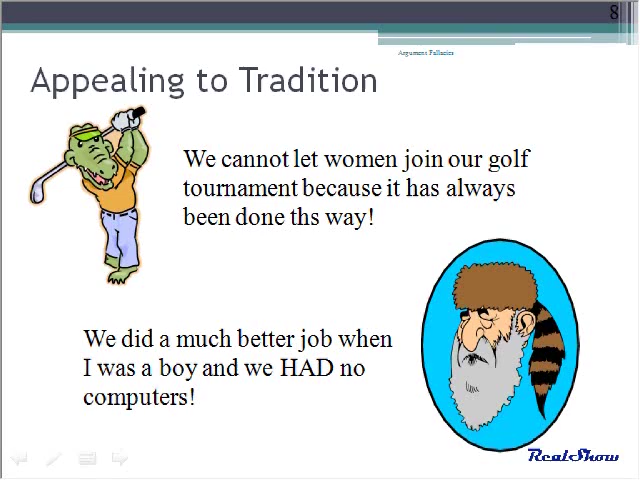 8
Argument Fallacies
Appealing to Tradition
We cannot let women join our golf
tournament because it has always
been done ths way!
We did a much better job when
I was a boy and we HAD no
computers!
RealShow